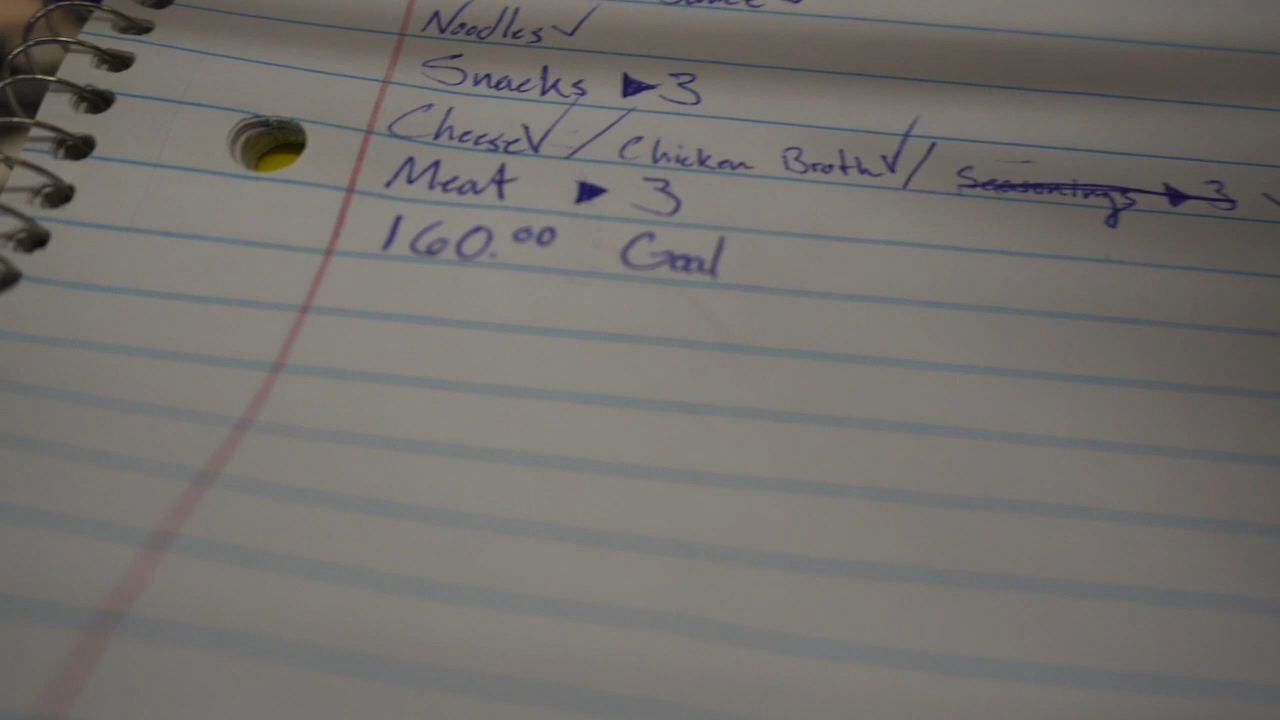 Noodles ✓
Snacks ► 3
Cheese ✓ / Chicken Broth ✓ / Seasonings ► 3
Meat ► 3
160.00 Goal